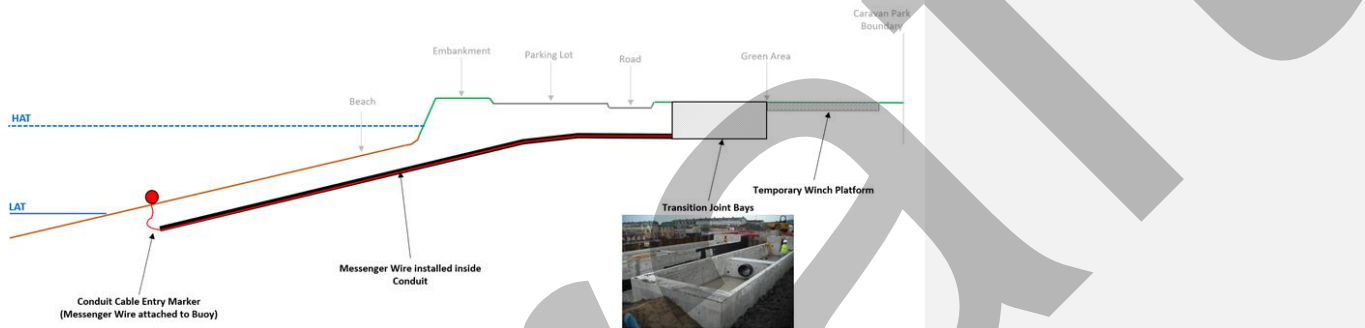 Caravan Park
Boundary
Embankment
Parking Lot
Road
Green Area
Beach
HAT
LAT
Temporary Winch Platform
Transition Joint Bays
Messenger Wire installed inside
Conduit
Conduit Cable Entry Marker
(Messenger Wire attached to Buoy)